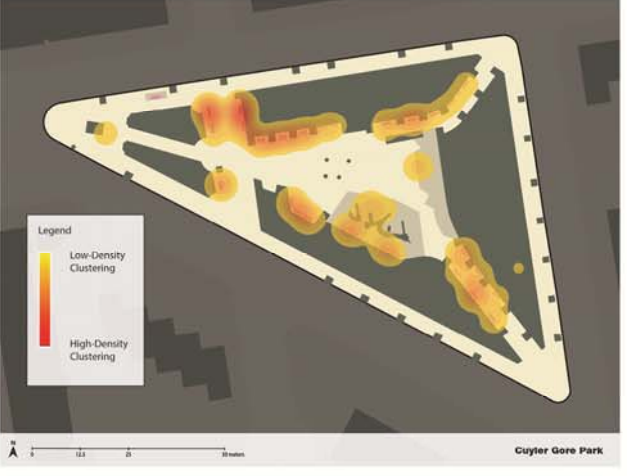 Legend
Low-Density
Clustering
High-Density
Clustering
N
0 12.5 25 50 meters
Cuyler Gore Park